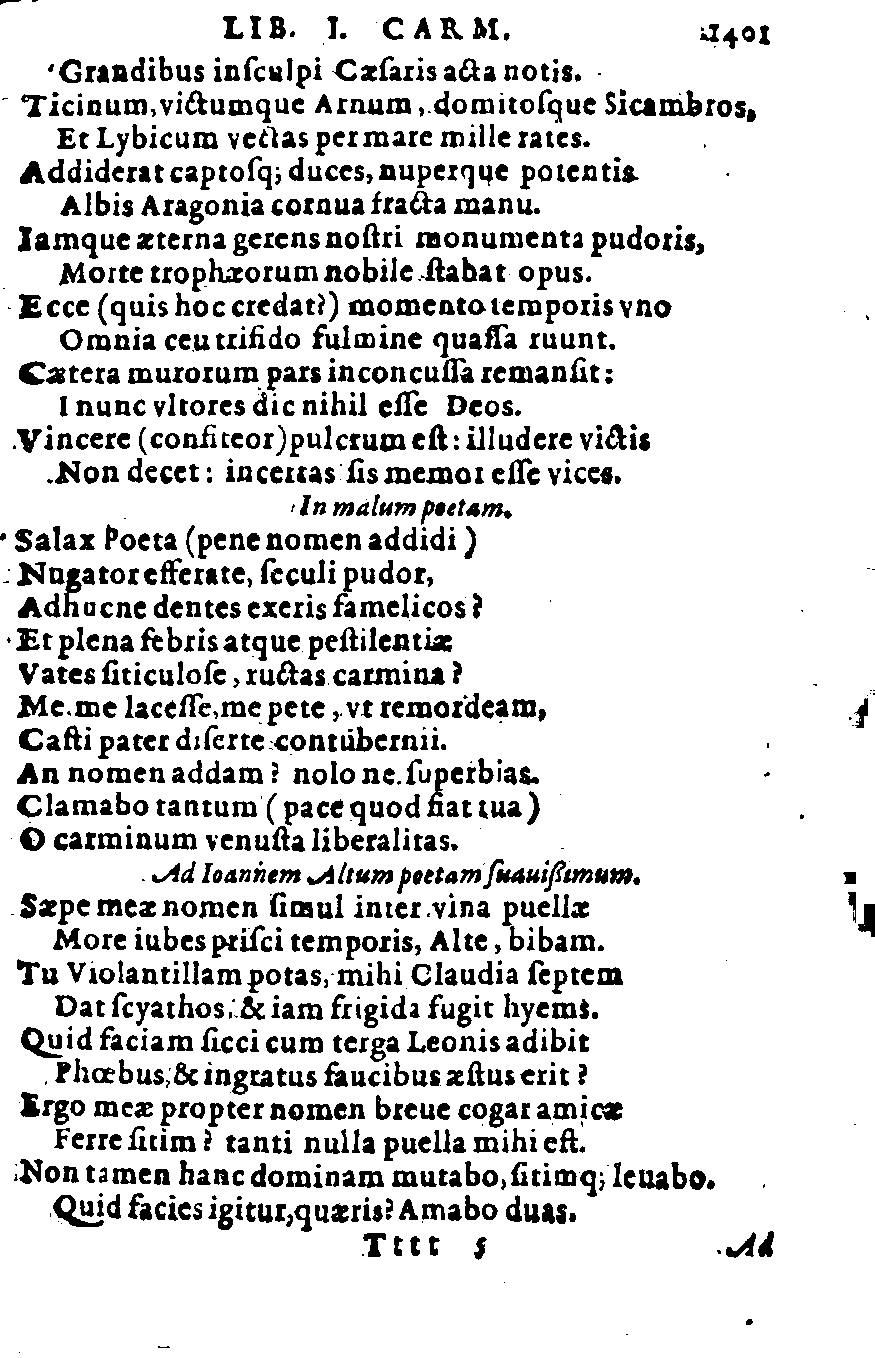 LIB. I. CARM. 1401
Grandibus inſculpi Cæſaris acta notis.
Ticinum, victumque Arnum, domitoſque Sicambros,
Et Lybicum vectas per mare mille rates.
Addiderat captoſq; duces, nuperque potentis
Albis Aragonia cornua fracta manu.
Iamque æterna gerens noſtri monumenta pudoris,
Morte trophæorum nobile ſtabat opus.
Ecce (quis hoc credat?) momento temporis vno
Omnia ceu trifido fulmine quaſſa ruunt.
Cætera murorum pars inconcuſſa remanſit:
I nunc vltores dic nihil eſſe Deos.
Vincere (confiteor) pulcrum eſt: illudere victis
Non decet: incertas ſis memor eſſe vices.
In malum poetam.
Salax Poeta (pene nomen addidi)
Nugator efferate, ſeculi pudor,
Adhucne dentes exeris famelicos?
Et plena febris atque peſtilentiæ
Vates ſiticuloſe, ructas carmina?
Me me laceſſe, me pete, vt remordeam,
Caſti pater diſerte contubernii.
An nomen addam? nolo ne ſuperbias.
Clamabo tantum (pace quod fiat tua)
O carminum venuſta liberalitas.
Ad Ioannem Altum poetam ſuauißimum.
Sæpe meæ nomen ſimul inter vina puellæ
More iubes priſci temporis, Alte, bibam.
Tu Violantillam potas, mihi Claudia ſeptem
Dat ſcyathos, & iam frigida fugit hyems.
Quid faciam ſicci cum terga Leonis adibit
Phœbus, & ingratus faucibus æſtus erit?
Ergo meæ propter nomen breue cogar amicæ
Ferre ſitim? tanti nulla puella mihi eſt.
Non tamen hanc dominam mutabo, ſitimq; leuabo.
Quid facies igitur, quæris? Amabo duas.
Tttt 5 Ad